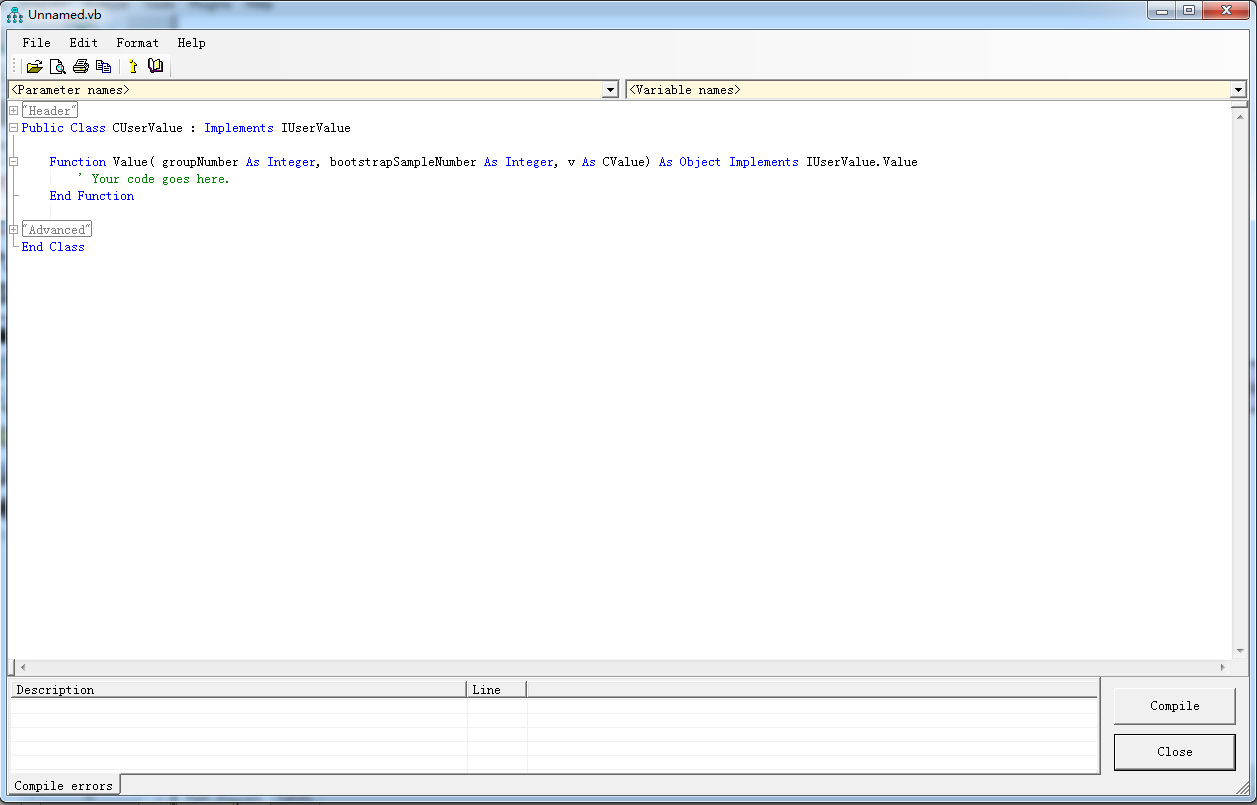 Unnamed.vb
File Edit Format Help
<Parameter names> <Variable names>
"Header"
Public Class CUserValue : Implements IUserValue
Function Value( groupNumber As Integer, bootstrapSampleNumber As Integer, v As CValue) As Object Implements IUserValue.Value
' Your code goes here.
End Function
"Advanced"
End Class
Description Line
Compile
Close
Compile errors